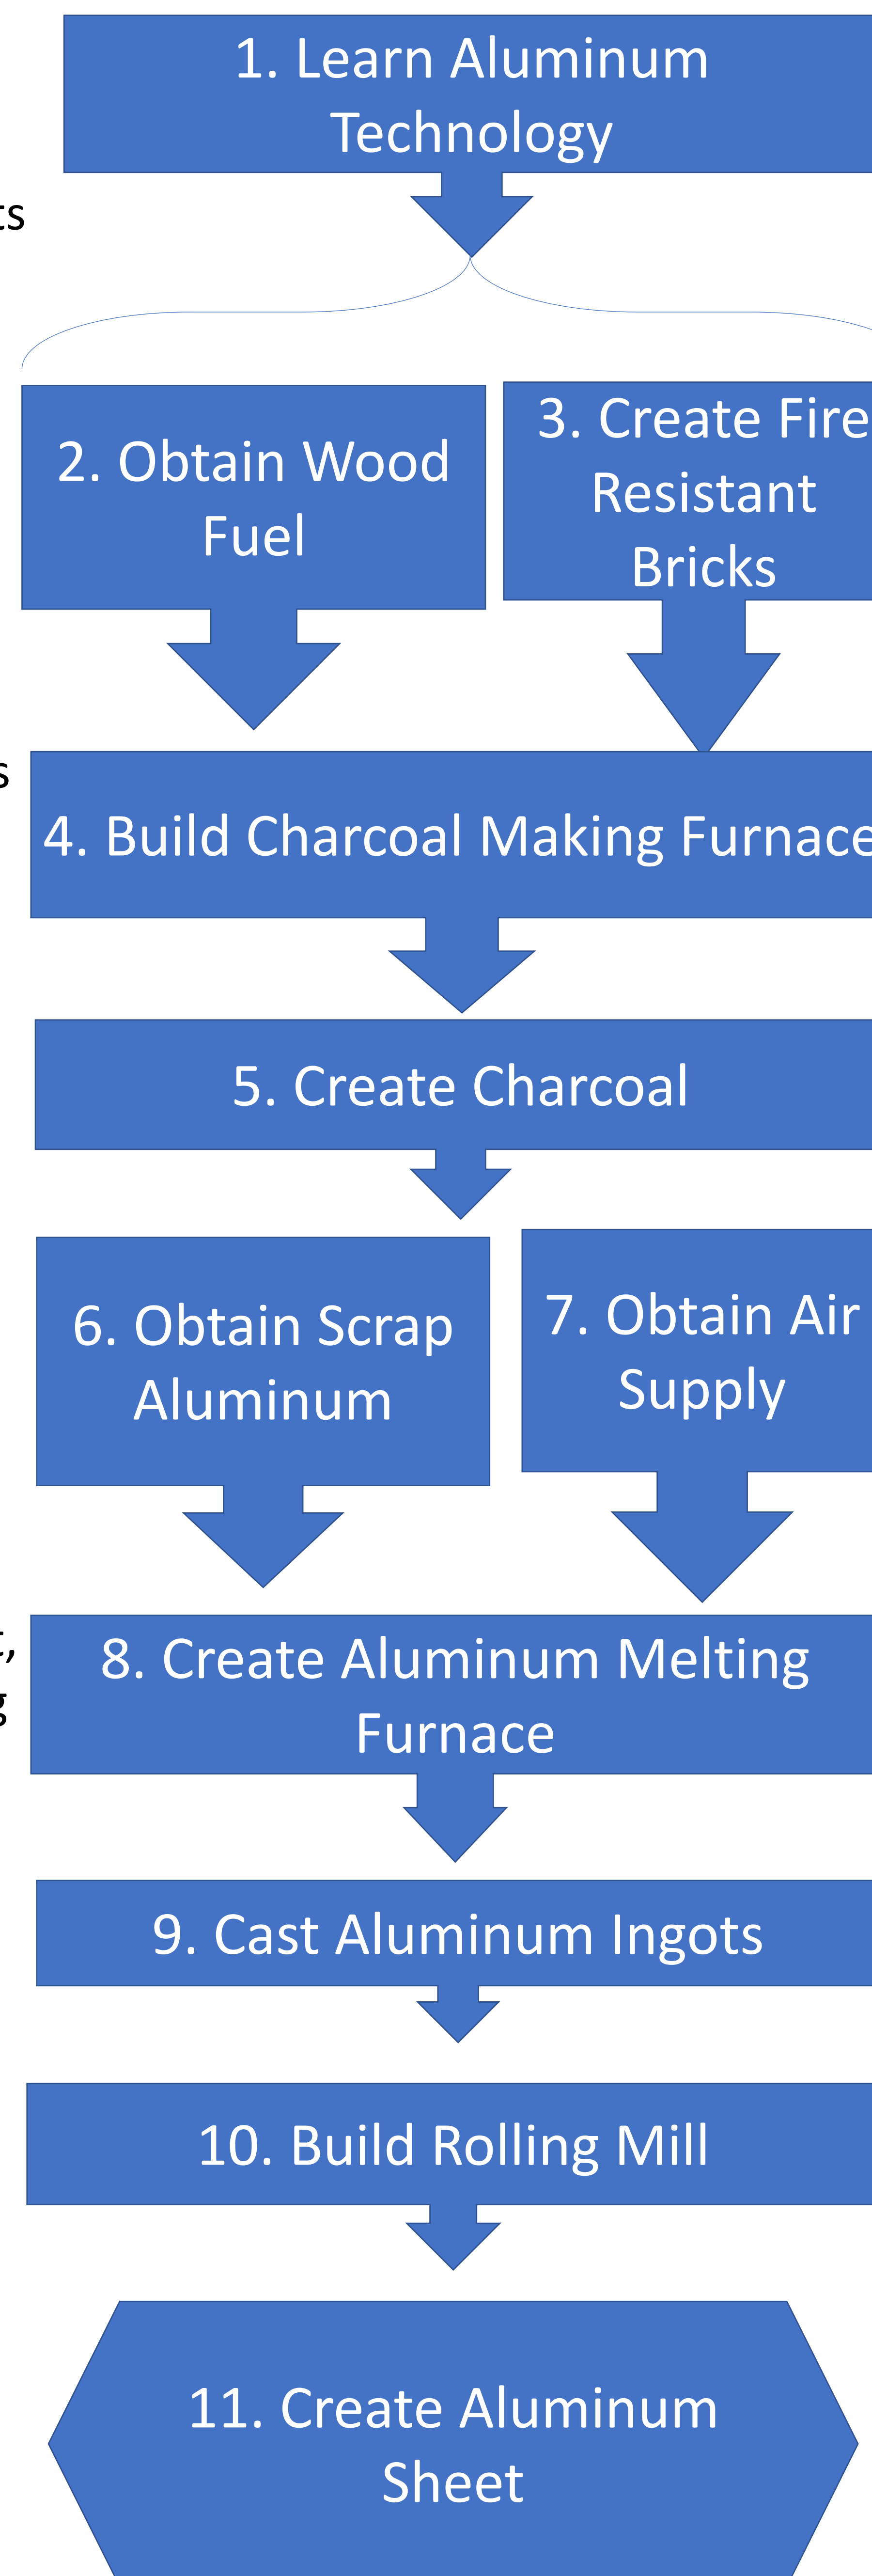 1. Learn Aluminum
Technology
ts
2. Obtain Wood
Fuel
3. Create Fire
Resistant
Bricks
s
4. Build Charcoal Making Furnace
5. Create Charcoal
6. Obtain Scrap
Aluminum
7. Obtain Air
Supply
t,
g
8. Create Aluminum Melting
Furnace
9. Cast Aluminum Ingots
10. Build Rolling Mill
11. Create Aluminum
Sheet